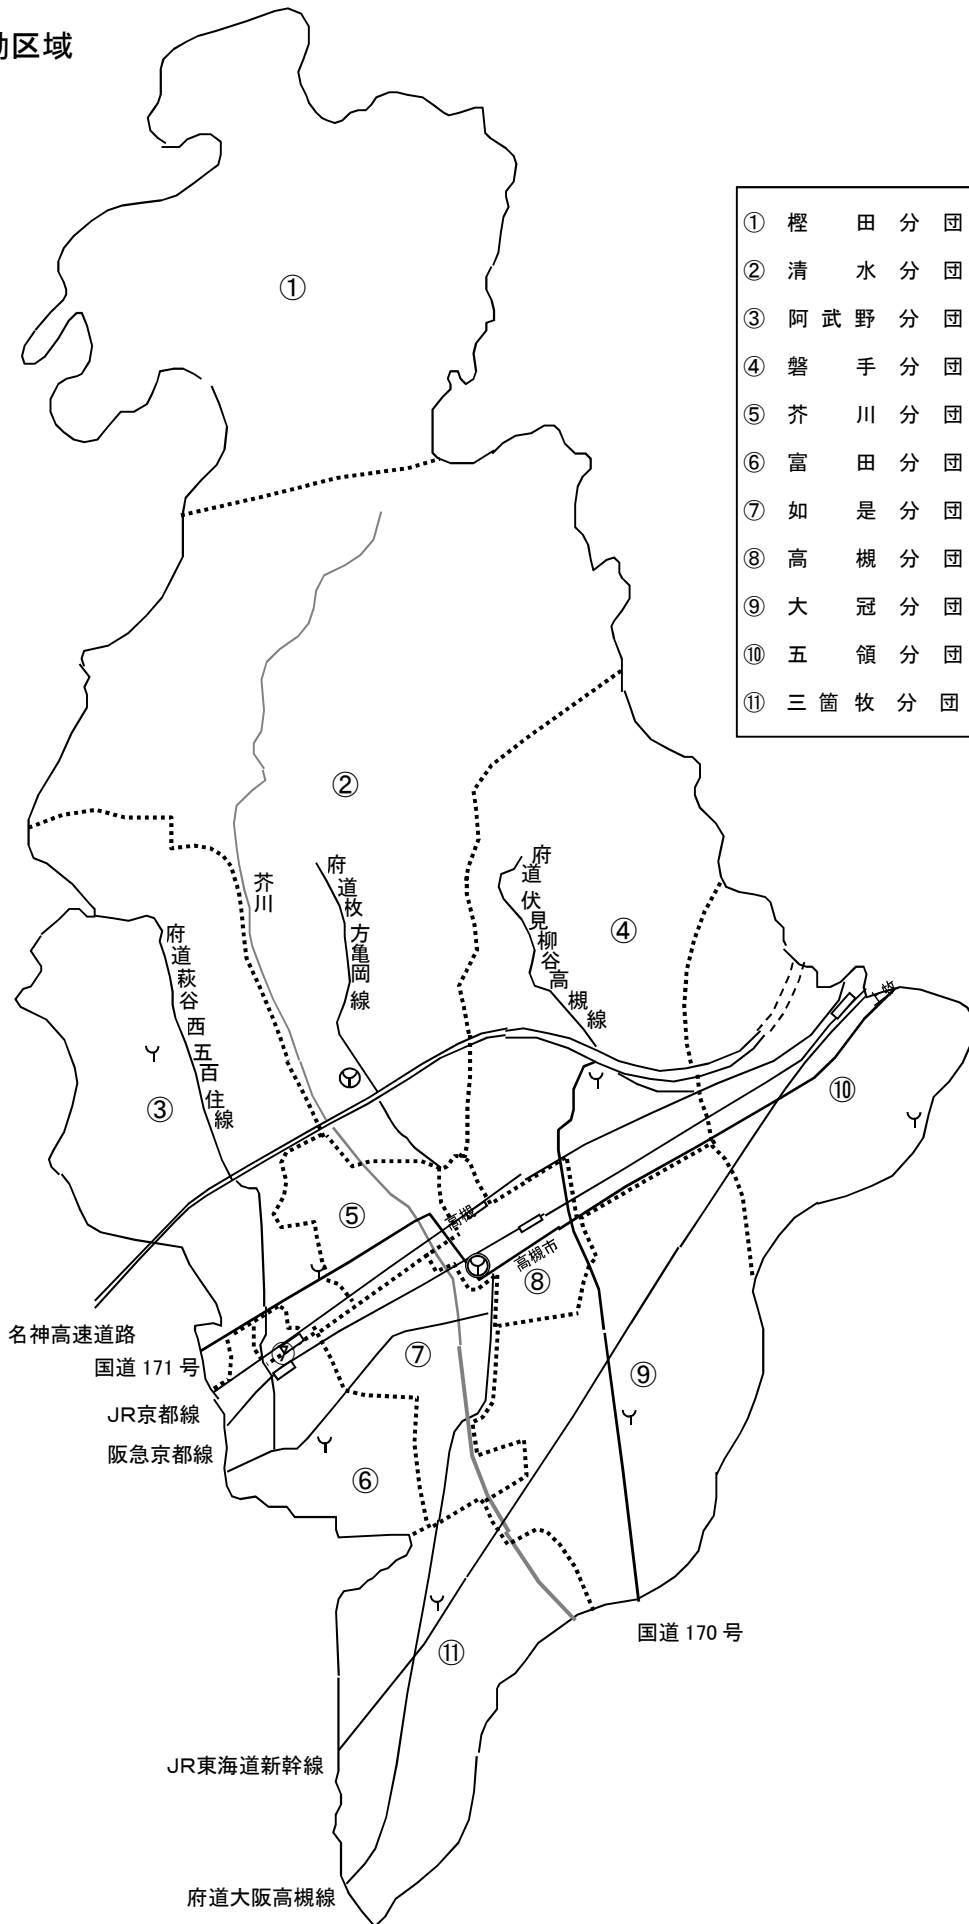 動区域
① 樫田分団
② 清水分団
③ 阿武野分団
④ 磐手分団
⑤ 芥川分団
⑥ 富田分団
⑦ 如是分団
⑧ 高槻分団
⑨ 大冠分団
⑩ 五領分団
⑪ 三箇牧分団
①
②
芥川
府道枚方亀岡線
府道伏見柳谷高槻線
④
府道萩谷西五百住線
③
⑩
⑤
高槻
高槻市
⑧
名神高速道路
国道171号
⑦
⑨
JR京都線
阪急京都線
⑥
国道170号
⑪
JR東海道新幹線
府道大阪高槻線